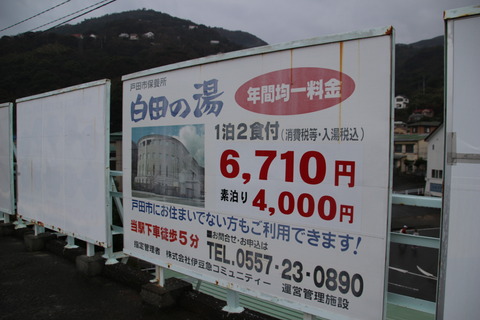 戸田市保養所
白田の湯
年間均一料金
1泊2食付(消費税等・入湯税込)
6,710円
素泊り4,000円
戸田市にお住まいでない方もご利用できます!
当駅下車徒歩5分
■お問合せ・お申込は
TEL.0557-23-0890
指定管理者 株式会社伊豆急コミュニティー 運営管理施設